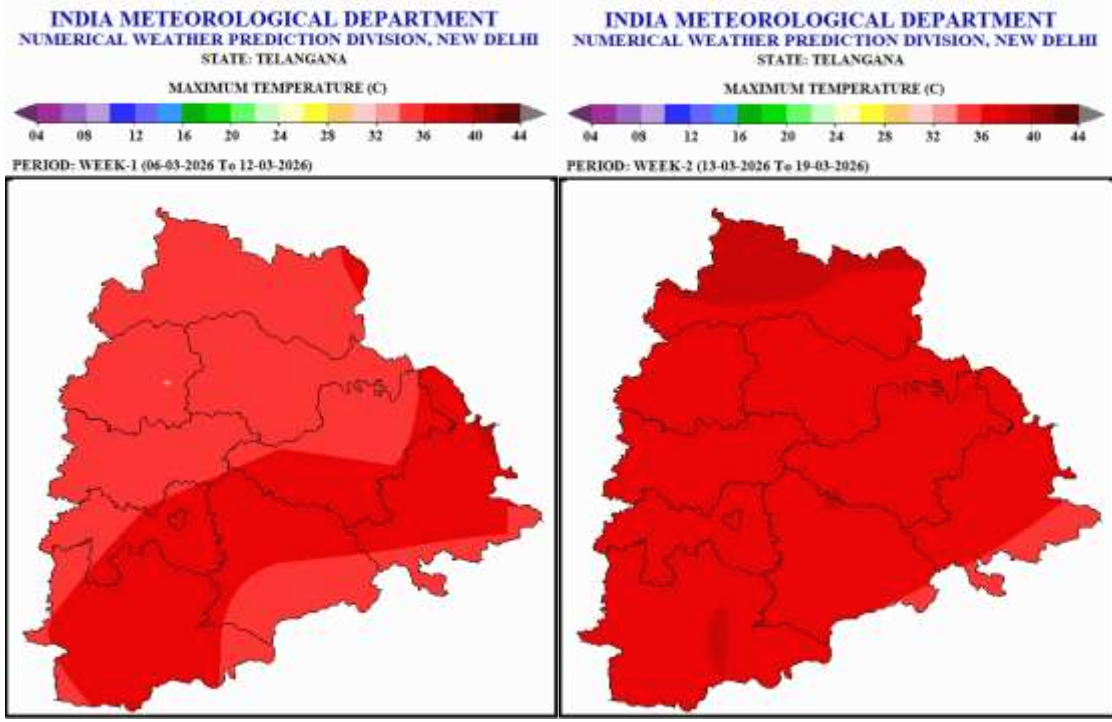 INDIA METEOROLOGICAL DEPARTMENT
NUMERICAL WEATHER PREDICTION DIVISION, NEW DELHI
STATE: TELANGANA
MAXIMUM TEMPERATURE (C)
04 08 12 16 20 24 28 32 36 40 44
PERIOD: WEEK-1 (06-03-2026 To 12-03-2026)
INDIA METEOROLOGICAL DEPARTMENT
NUMERICAL WEATHER PREDICTION DIVISION, NEW DELHI
STATE: TELANGANA
MAXIMUM TEMPERATURE (C)
04 08 12 16 20 24 28 32 36 40 44
PERIOD: WEEK-2 (13-03-2026 To 19-03-2026)